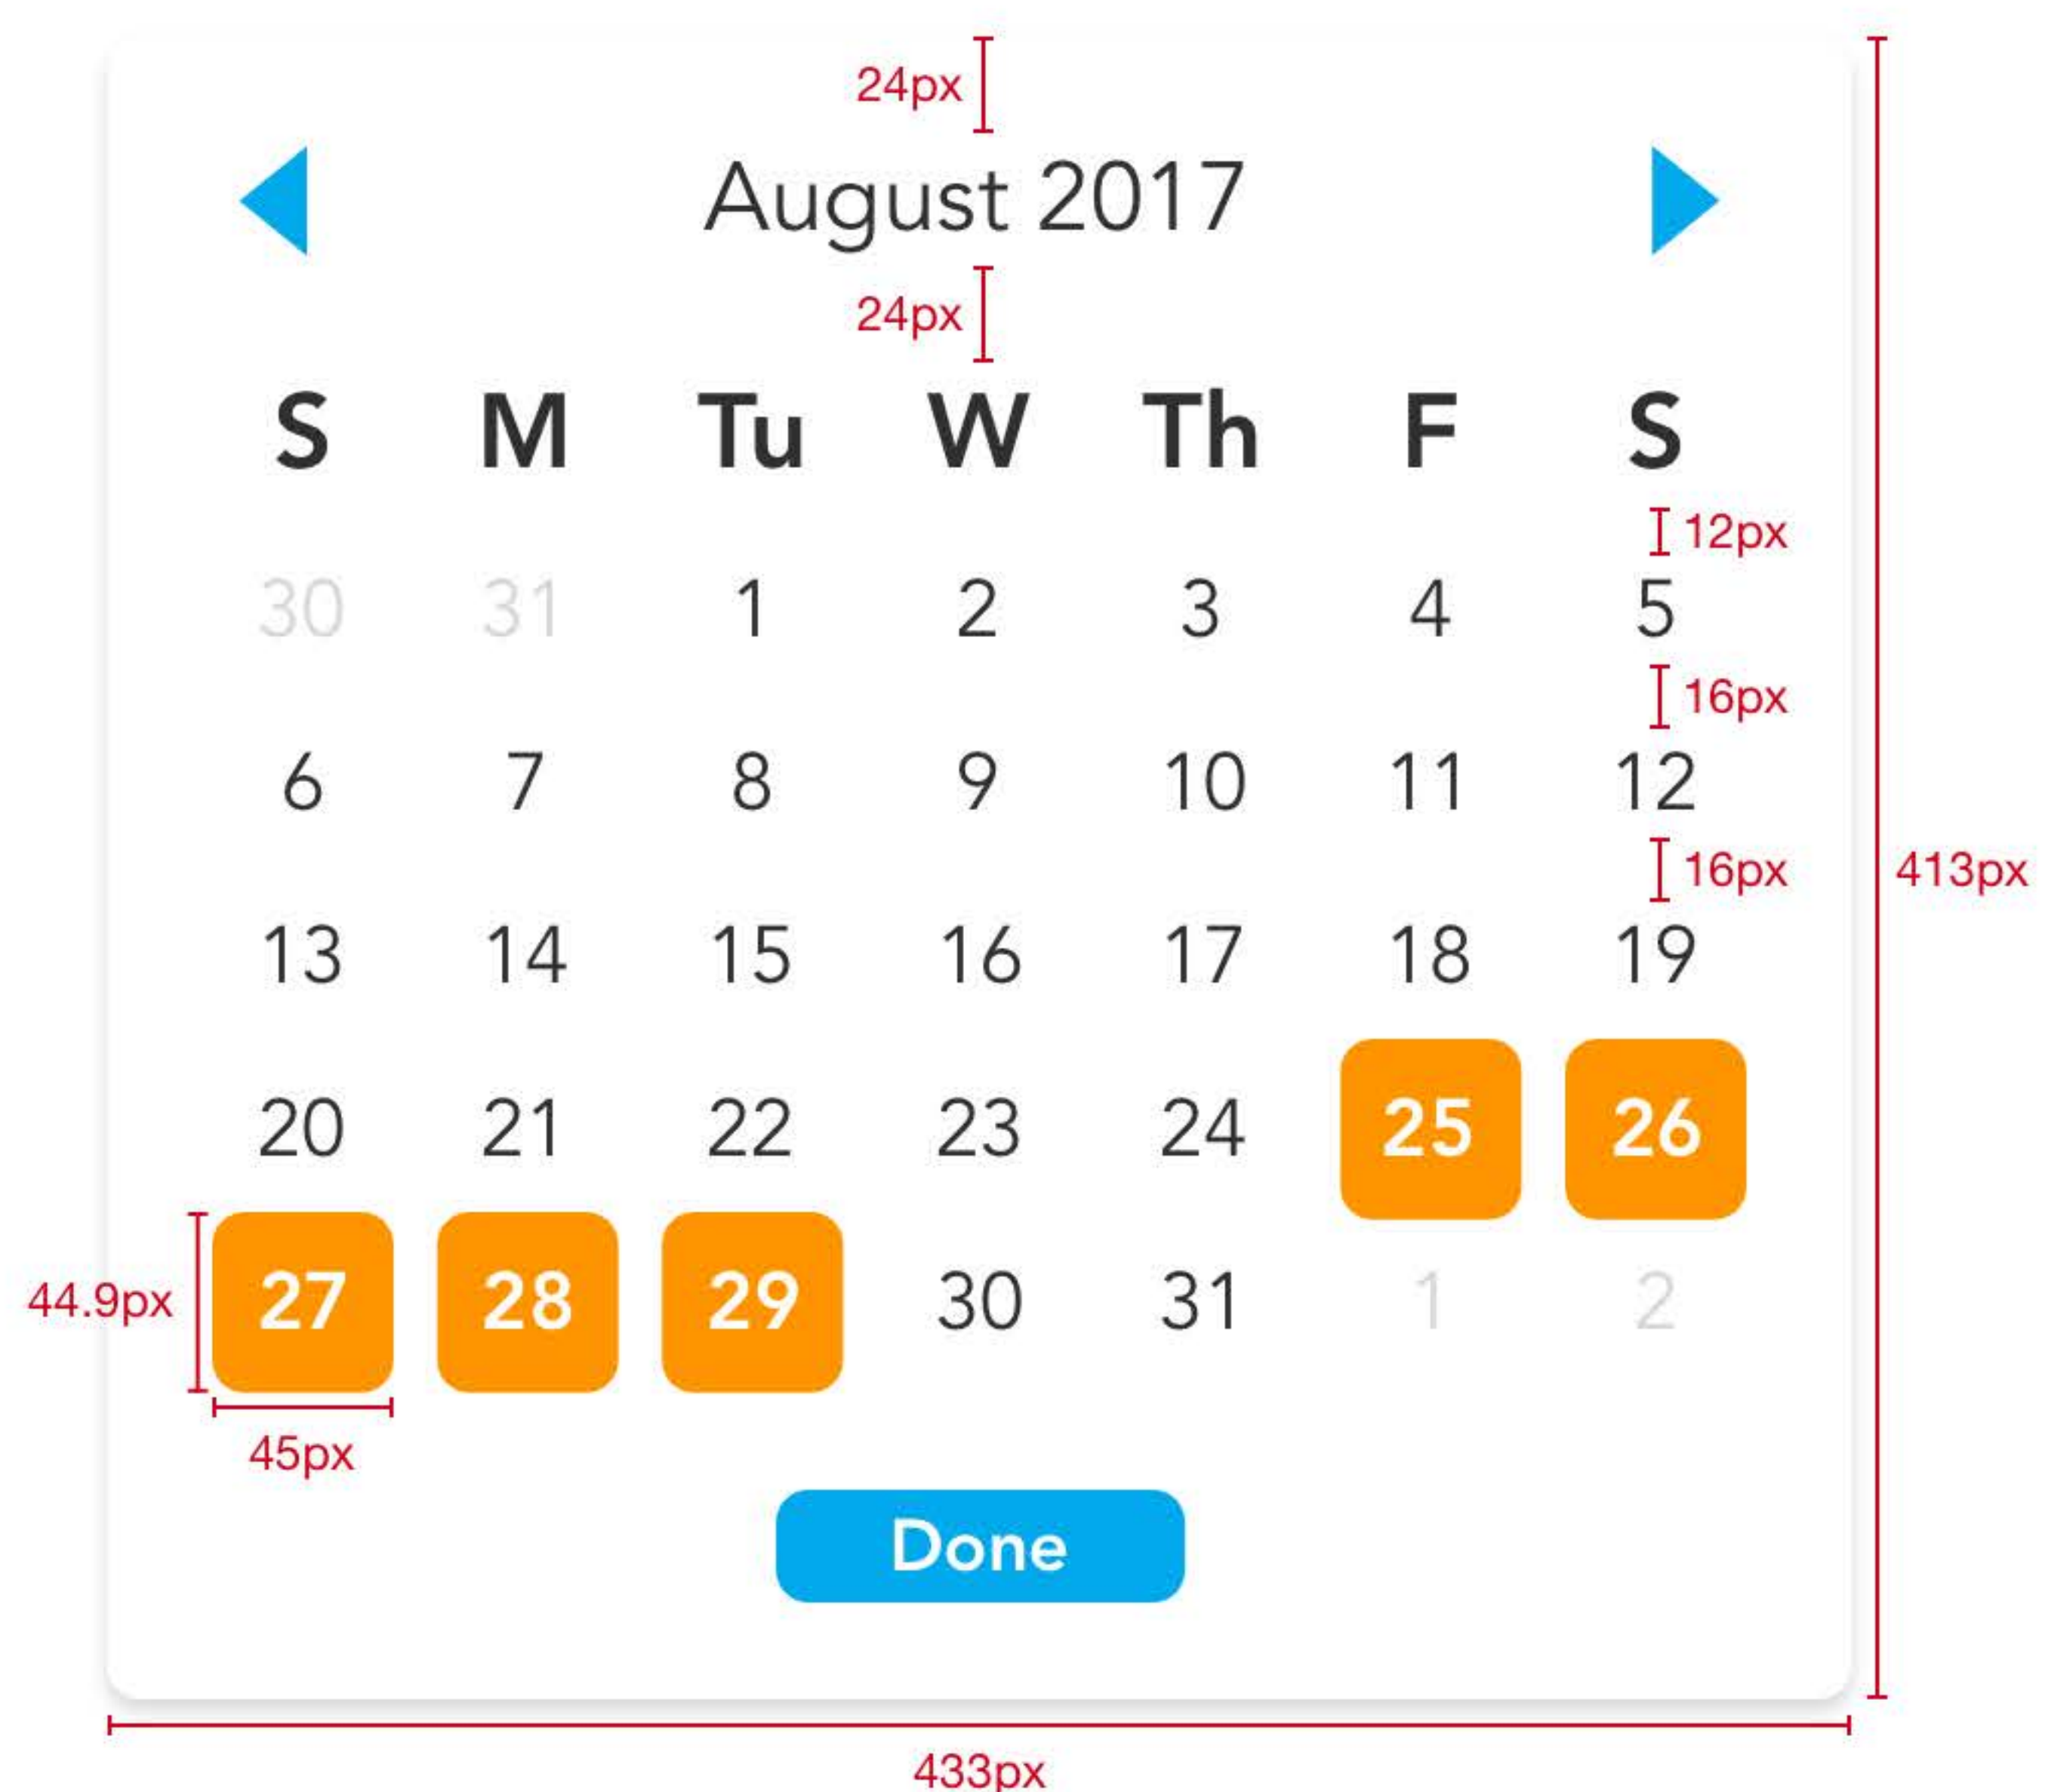 24px
August 2017
24px
S M Tu W Th F S
12px
30 31 1 2 3 4 5
16px
6 7 8 9 10 11 12
16px
413px
13 14 15 16 17 18 19
20 21 22 23 24 25 26
44.9px
27 28 29 30 31 1 2
45px
Done
433px